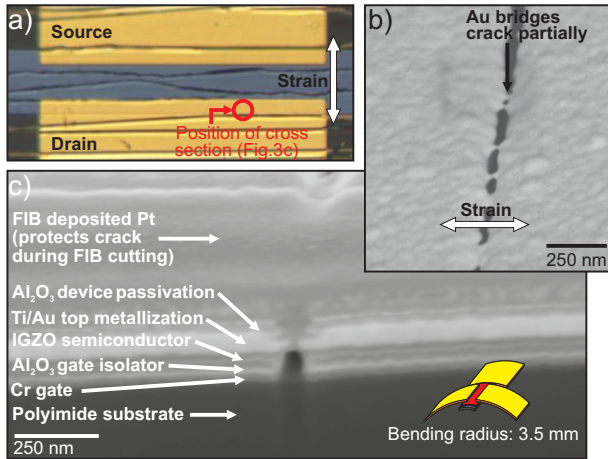 a)
Source
Strain
Drain
Position of cross
section (Fig.3c)
b)
Au bridges
crack partially
Strain
250 nm
c)
FIB deposited Pt
(protects crack
during FIB cutting)
Al₂O₃ device passivation
Ti/Au top metallization
IGZO semiconductor
Al₂O₃ gate isolator
Cr gate
Polyimide substrate
250 nm
Bending radius: 3.5 mm